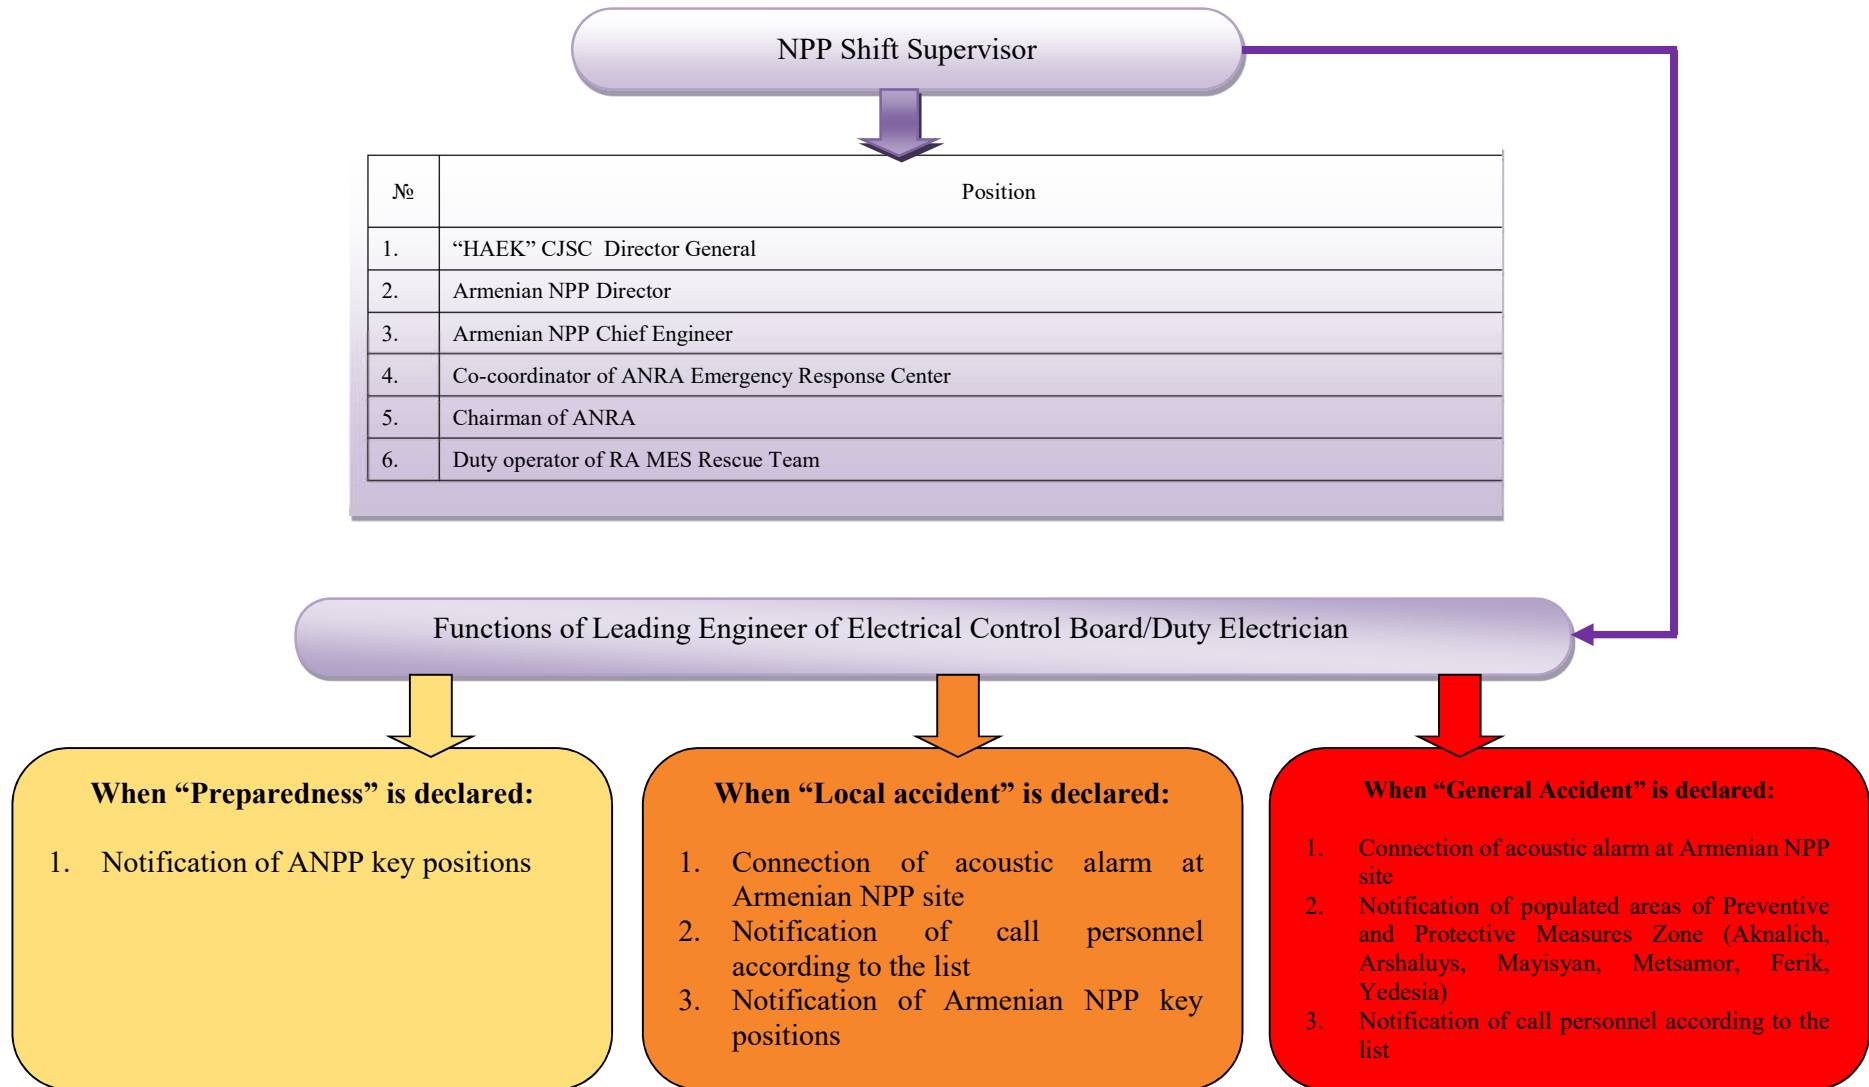 NPP Shift Supervisor
№ Position
1. “HAEK” CJSC Director General
2. Armenian NPP Director
3. Armenian NPP Chief Engineer
4. Co-coordinator of ANRA Emergency Response Center
5. Chairman of ANRA
6. Duty operator of RA MES Rescue Team
Functions of Leading Engineer of Electrical Control Board/Duty Electrician
When “Preparedness” is declared:
1. Notification of ANPP key positions
When “Local accident” is declared:
1. Connection of acoustic alarm at
Armenian NPP site
2. Notification of call personnel
according to the list
3. Notification of Armenian NPP key
positions
When “General Accident” is declared:
1. Connection of acoustic alarm at Armenian NPP
site
2. Notification of populated areas of Preventive
and Protective Measures Zone (Aknalich,
Arshaluys, Mayisyan, Metsamor, Ferik,
Yedesia)
3. Notification of call personnel according to the
list